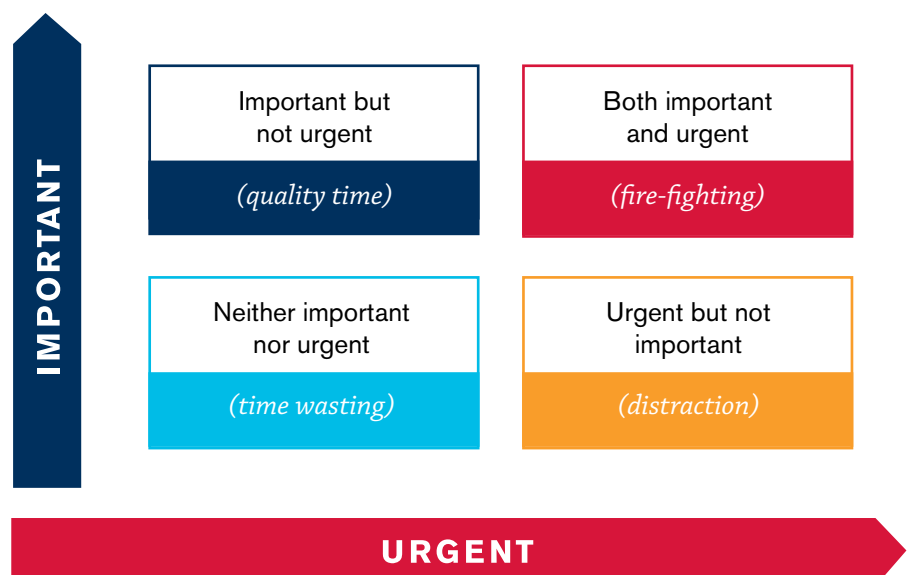 IMPORTANT
Important but
not urgent
(quality time)
Both important
and urgent
(fire-fighting)
Neither important
nor urgent
(time wasting)
Urgent but not
important
(distraction)
URGENT